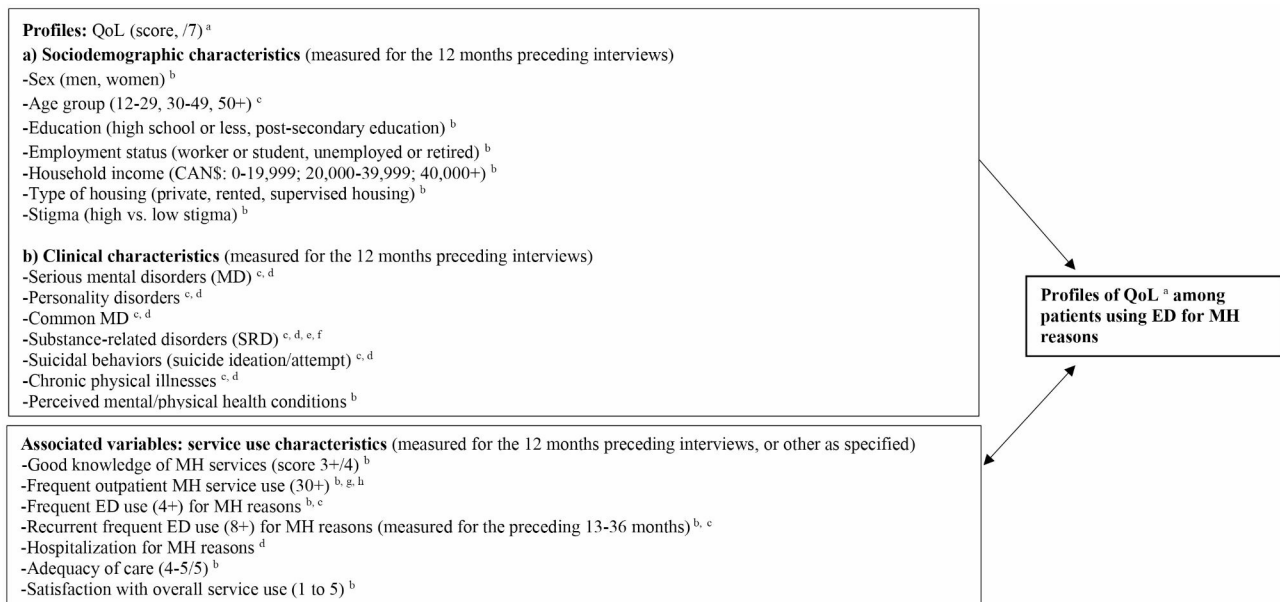 Profiles: QoL (score, /7) a
a) Sociodemographic characteristics (measured for the 12 months preceding interviews)
-Sex (men, women) b
-Age group (12-29, 30-49, 50+) c
-Education (high school or less, post-secondary education) b
-Employment status (worker or student, unemployed or retired) b
-Household income (CAN$: 0-19,999; 20,000-39,999; 40,000+) b
-Type of housing (private, rented, supervised housing) b
-Stigma (high vs. low stigma) b
b) Clinical characteristics (measured for the 12 months preceding interviews)
-Serious mental disorders (MD) c, d
-Personality disorders c, d
-Common MD c, d
-Substance-related disorders (SRD) c, d, e, f
-Suicidal behaviors (suicide ideation/attempt) c, d
-Chronic physical illnesses c, d
-Perceived mental/physical health conditions b
Profiles of QoL a among
patients using ED for MH
reasons
Associated variables: service use characteristics (measured for the 12 months preceding interviews, or other as specified)
-Good knowledge of MH services (score 3+/4) b
-Frequent outpatient MH service use (30+) b, g, h
-Frequent ED use (4+) for MH reasons b, c
-Recurrent frequent ED use (8+) for MH reasons (measured for the preceding 13-36 months) b, c
-Hospitalization for MH reasons d
-Adequacy of care (4-5/5) b
-Satisfaction with overall service use (1 to 5) b